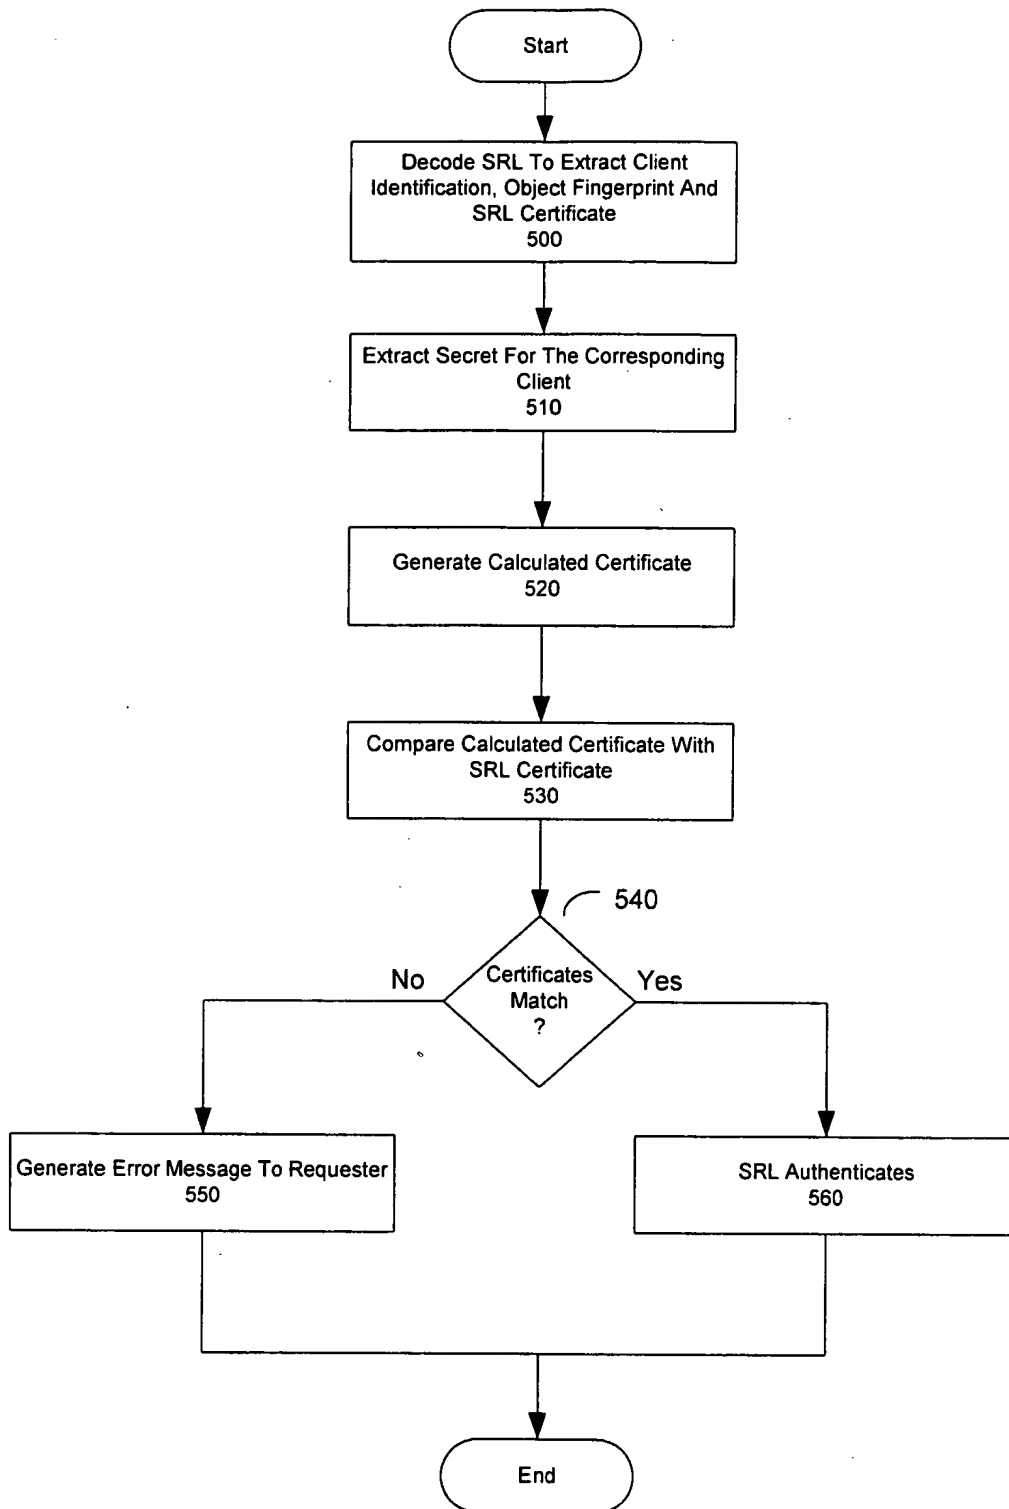 Start
Decode SRL To Extract Client
Identification, Object Fingerprint And
SRL Certificate
500
Extract Secret For The Corresponding
Client
510
Generate Calculated Certificate
520
Compare Calculated Certificate With
SRL Certificate
530
540
No
Certificates
Match
?
Yes
Generate Error Message To Requester
550
SRL Authenticates
560
End